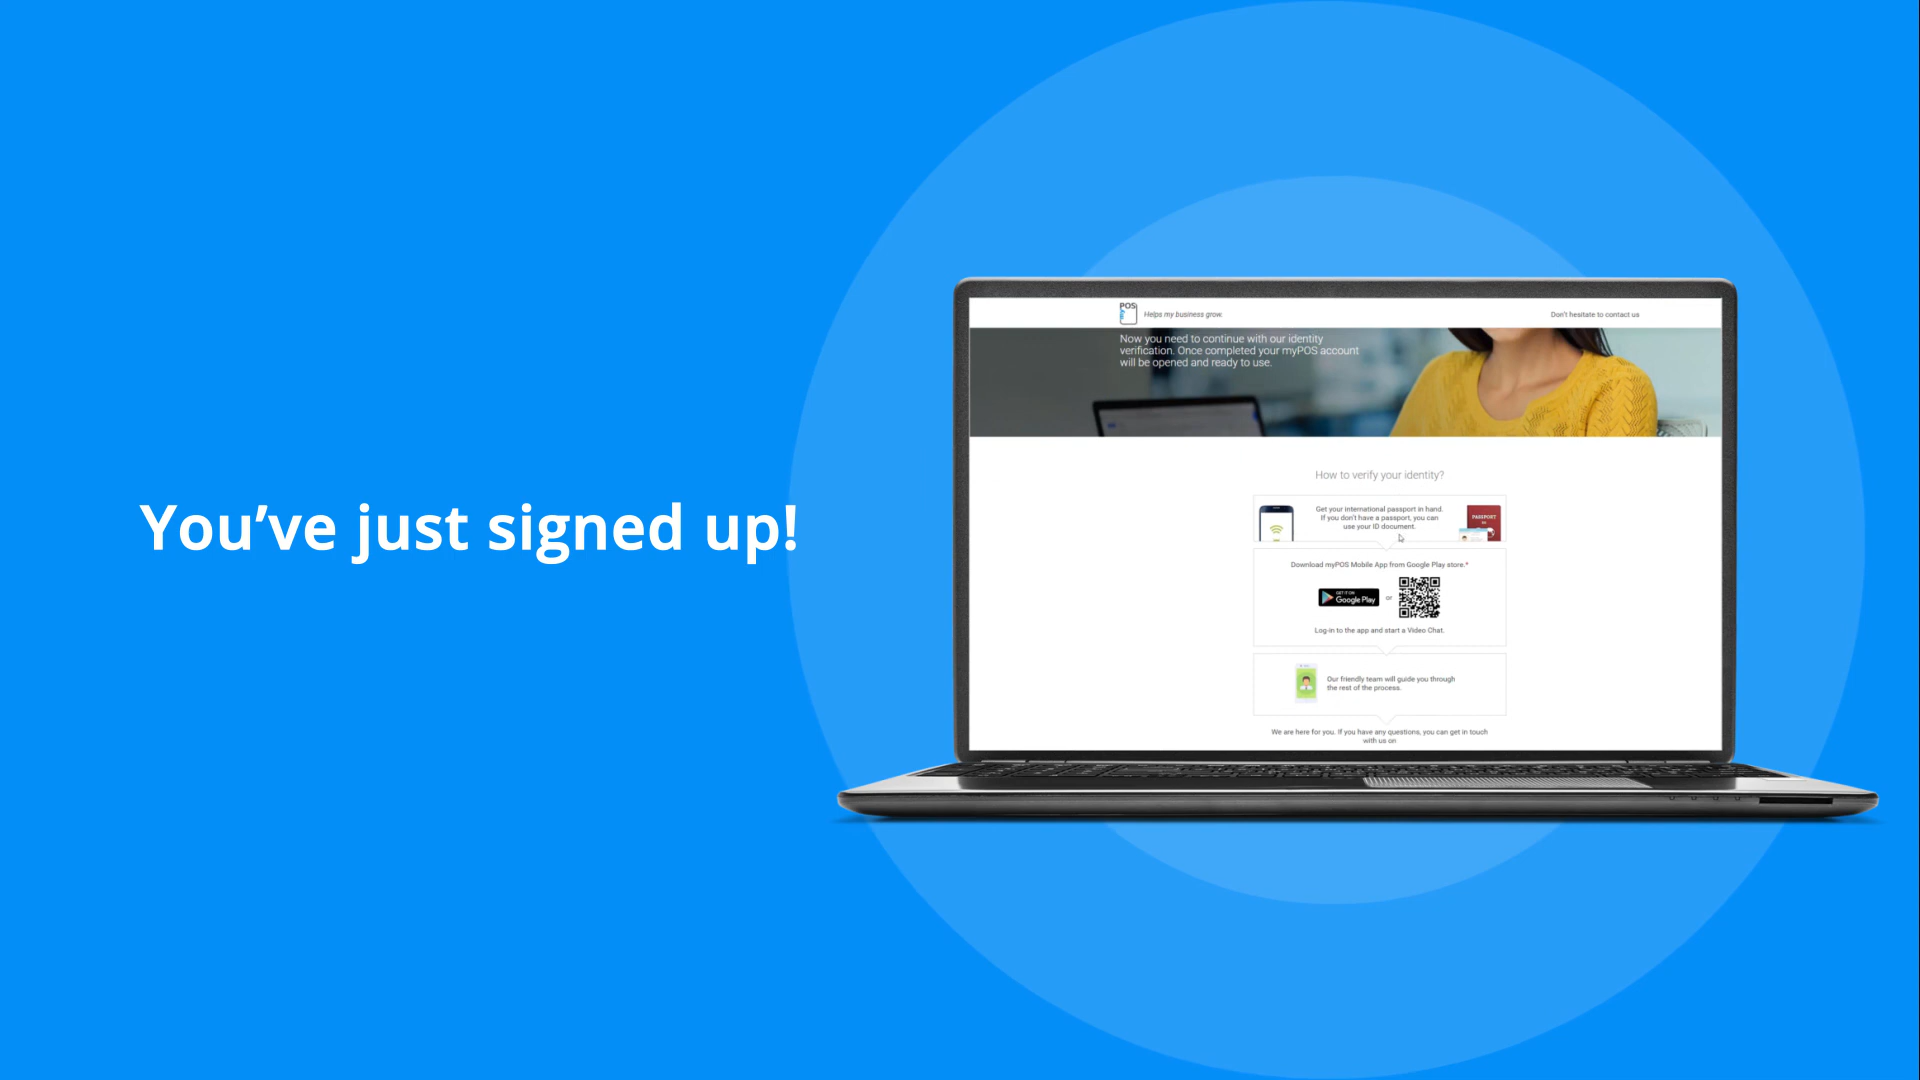 You’ve just signed up!
POS
my
Helps my business grow.
Don't hesitate to contact us
Now you need to continue with our identity
verification. Once completed your myPOS account
will be opened and ready to use.
How to verify your identity?
Get your international passport in hand.
If you don't have a passport, you can
use your ID document.
PASSPORT
Download myPOS Mobile App from Google Play store.*
GET IT ON
Google Play
or
Log-in to the app and start a Video Chat.
Our friendly team will guide you through
the rest of the process.
We are here for you. If you have any questions, you can get in touch
with us on